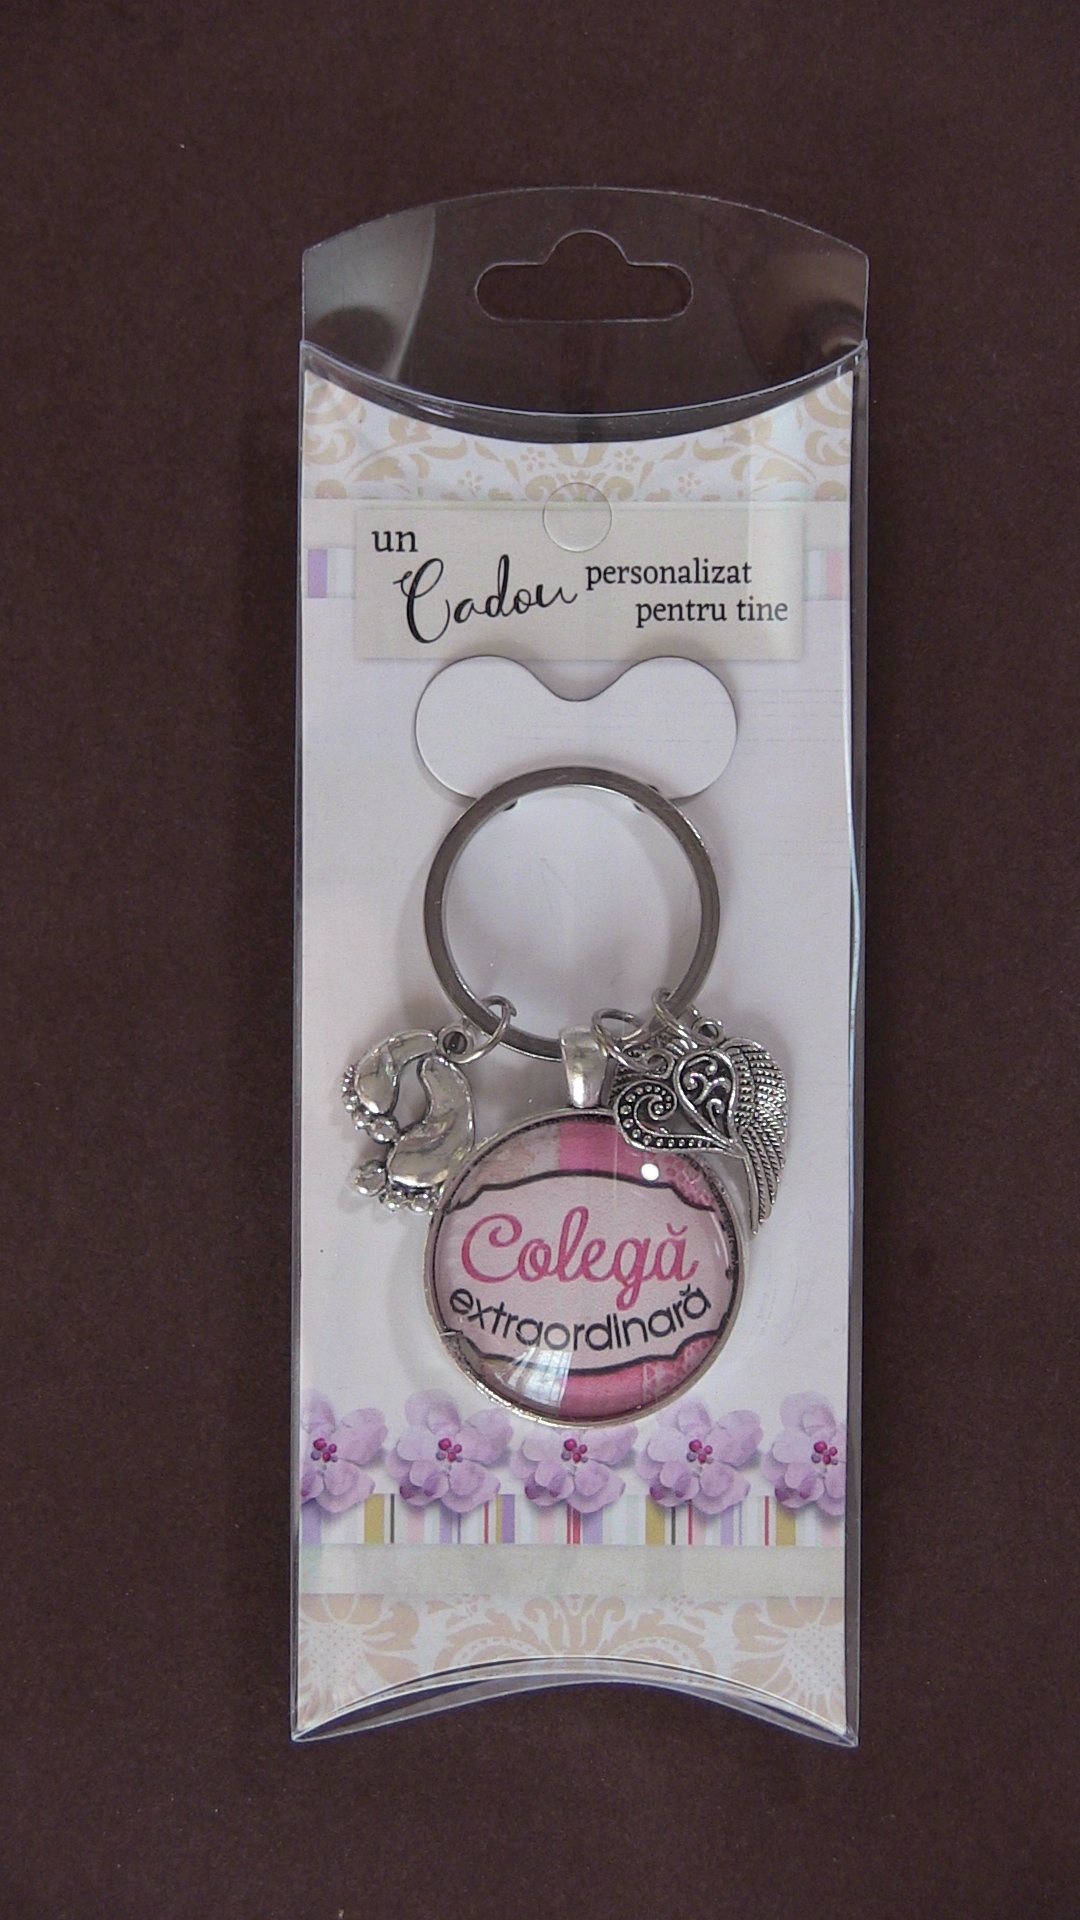 un
Cadou personalizat
pentru tine
Colegă
extraordinară